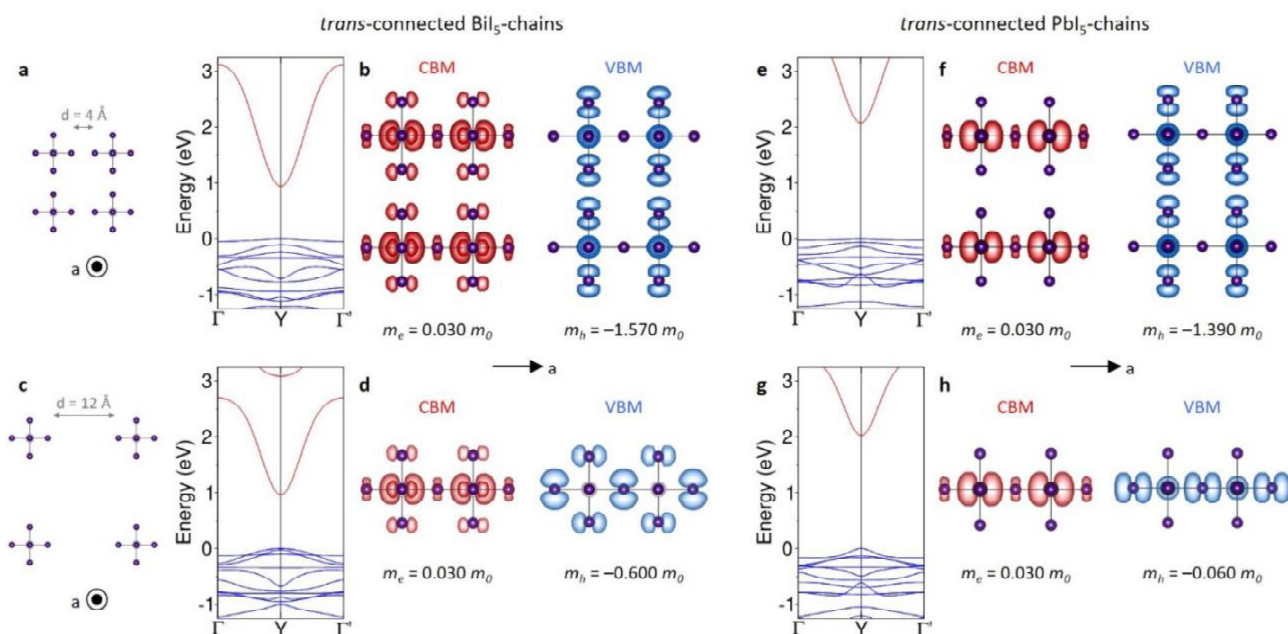 trans-connected BiI₅-chains
trans-connected PbI₅-chains
a
d = 4 Å
a
Energy (eV)
3
2
1
0
-1
Γ Y Γ'
b
CBM
VBM
mₑ = 0.030 m₀
mₕ = −1.570 m₀
e
Energy (eV)
3
2
1
0
-1
Γ Y Γ'
f
CBM
VBM
mₑ = 0.030 m₀
mₕ = −1.390 m₀
a
a
c
d = 12 Å
a
Energy (eV)
3
2
1
0
-1
Γ Y Γ'
d
CBM
VBM
mₑ = 0.030 m₀
mₕ = −0.600 m₀
g
Energy (eV)
3
2
1
0
-1
Γ Y Γ'
h
CBM
VBM
mₑ = 0.030 m₀
mₕ = −0.060 m₀